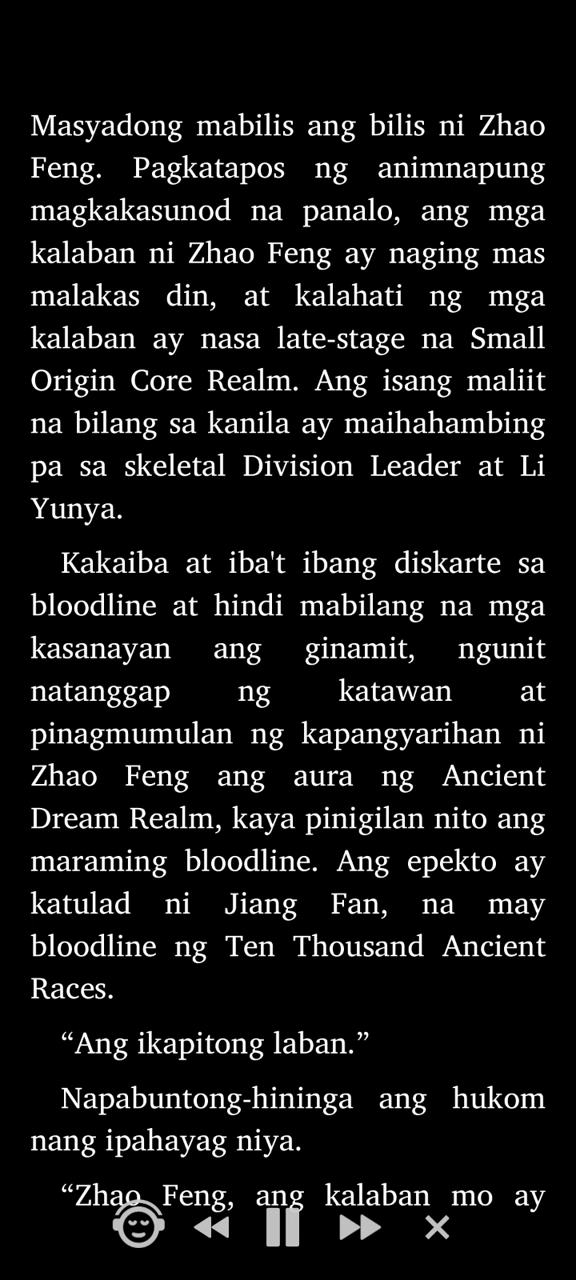 Masyadong mabilis ang bilis ni Zhao
Feng. Pagkatapos ng animnapung
magkakasunod na panalo, ang mga
kalaban ni Zhao Feng ay naging mas
malakas din, at kalahati ng mga
kalaban ay nasa late-stage na Small
Origin Core Realm. Ang isang maliit
na bilang sa kanila ay maihahambing
pa sa skeletal Division Leader at Li
Yunya.
Kakaiba at iba't ibang diskarte sa
bloodline at hindi mabilang na mga
kasanayan ang ginamit, ngunit
natanggap ng katawan at
pinagmumulan ng kapangyarihan ni
Zhao Feng ang aura ng Ancient
Dream Realm, kaya pinigilan nito ang
maraming bloodline. Ang epekto ay
katulad ni Jiang Fan, na may
bloodline ng Ten Thousand Ancient
Races.
“Ang ikapitong laban.”
Napabuntong-hininga ang hukom
nang ipahayag niya.
“Zhao Feng, ang kalaban mo ay